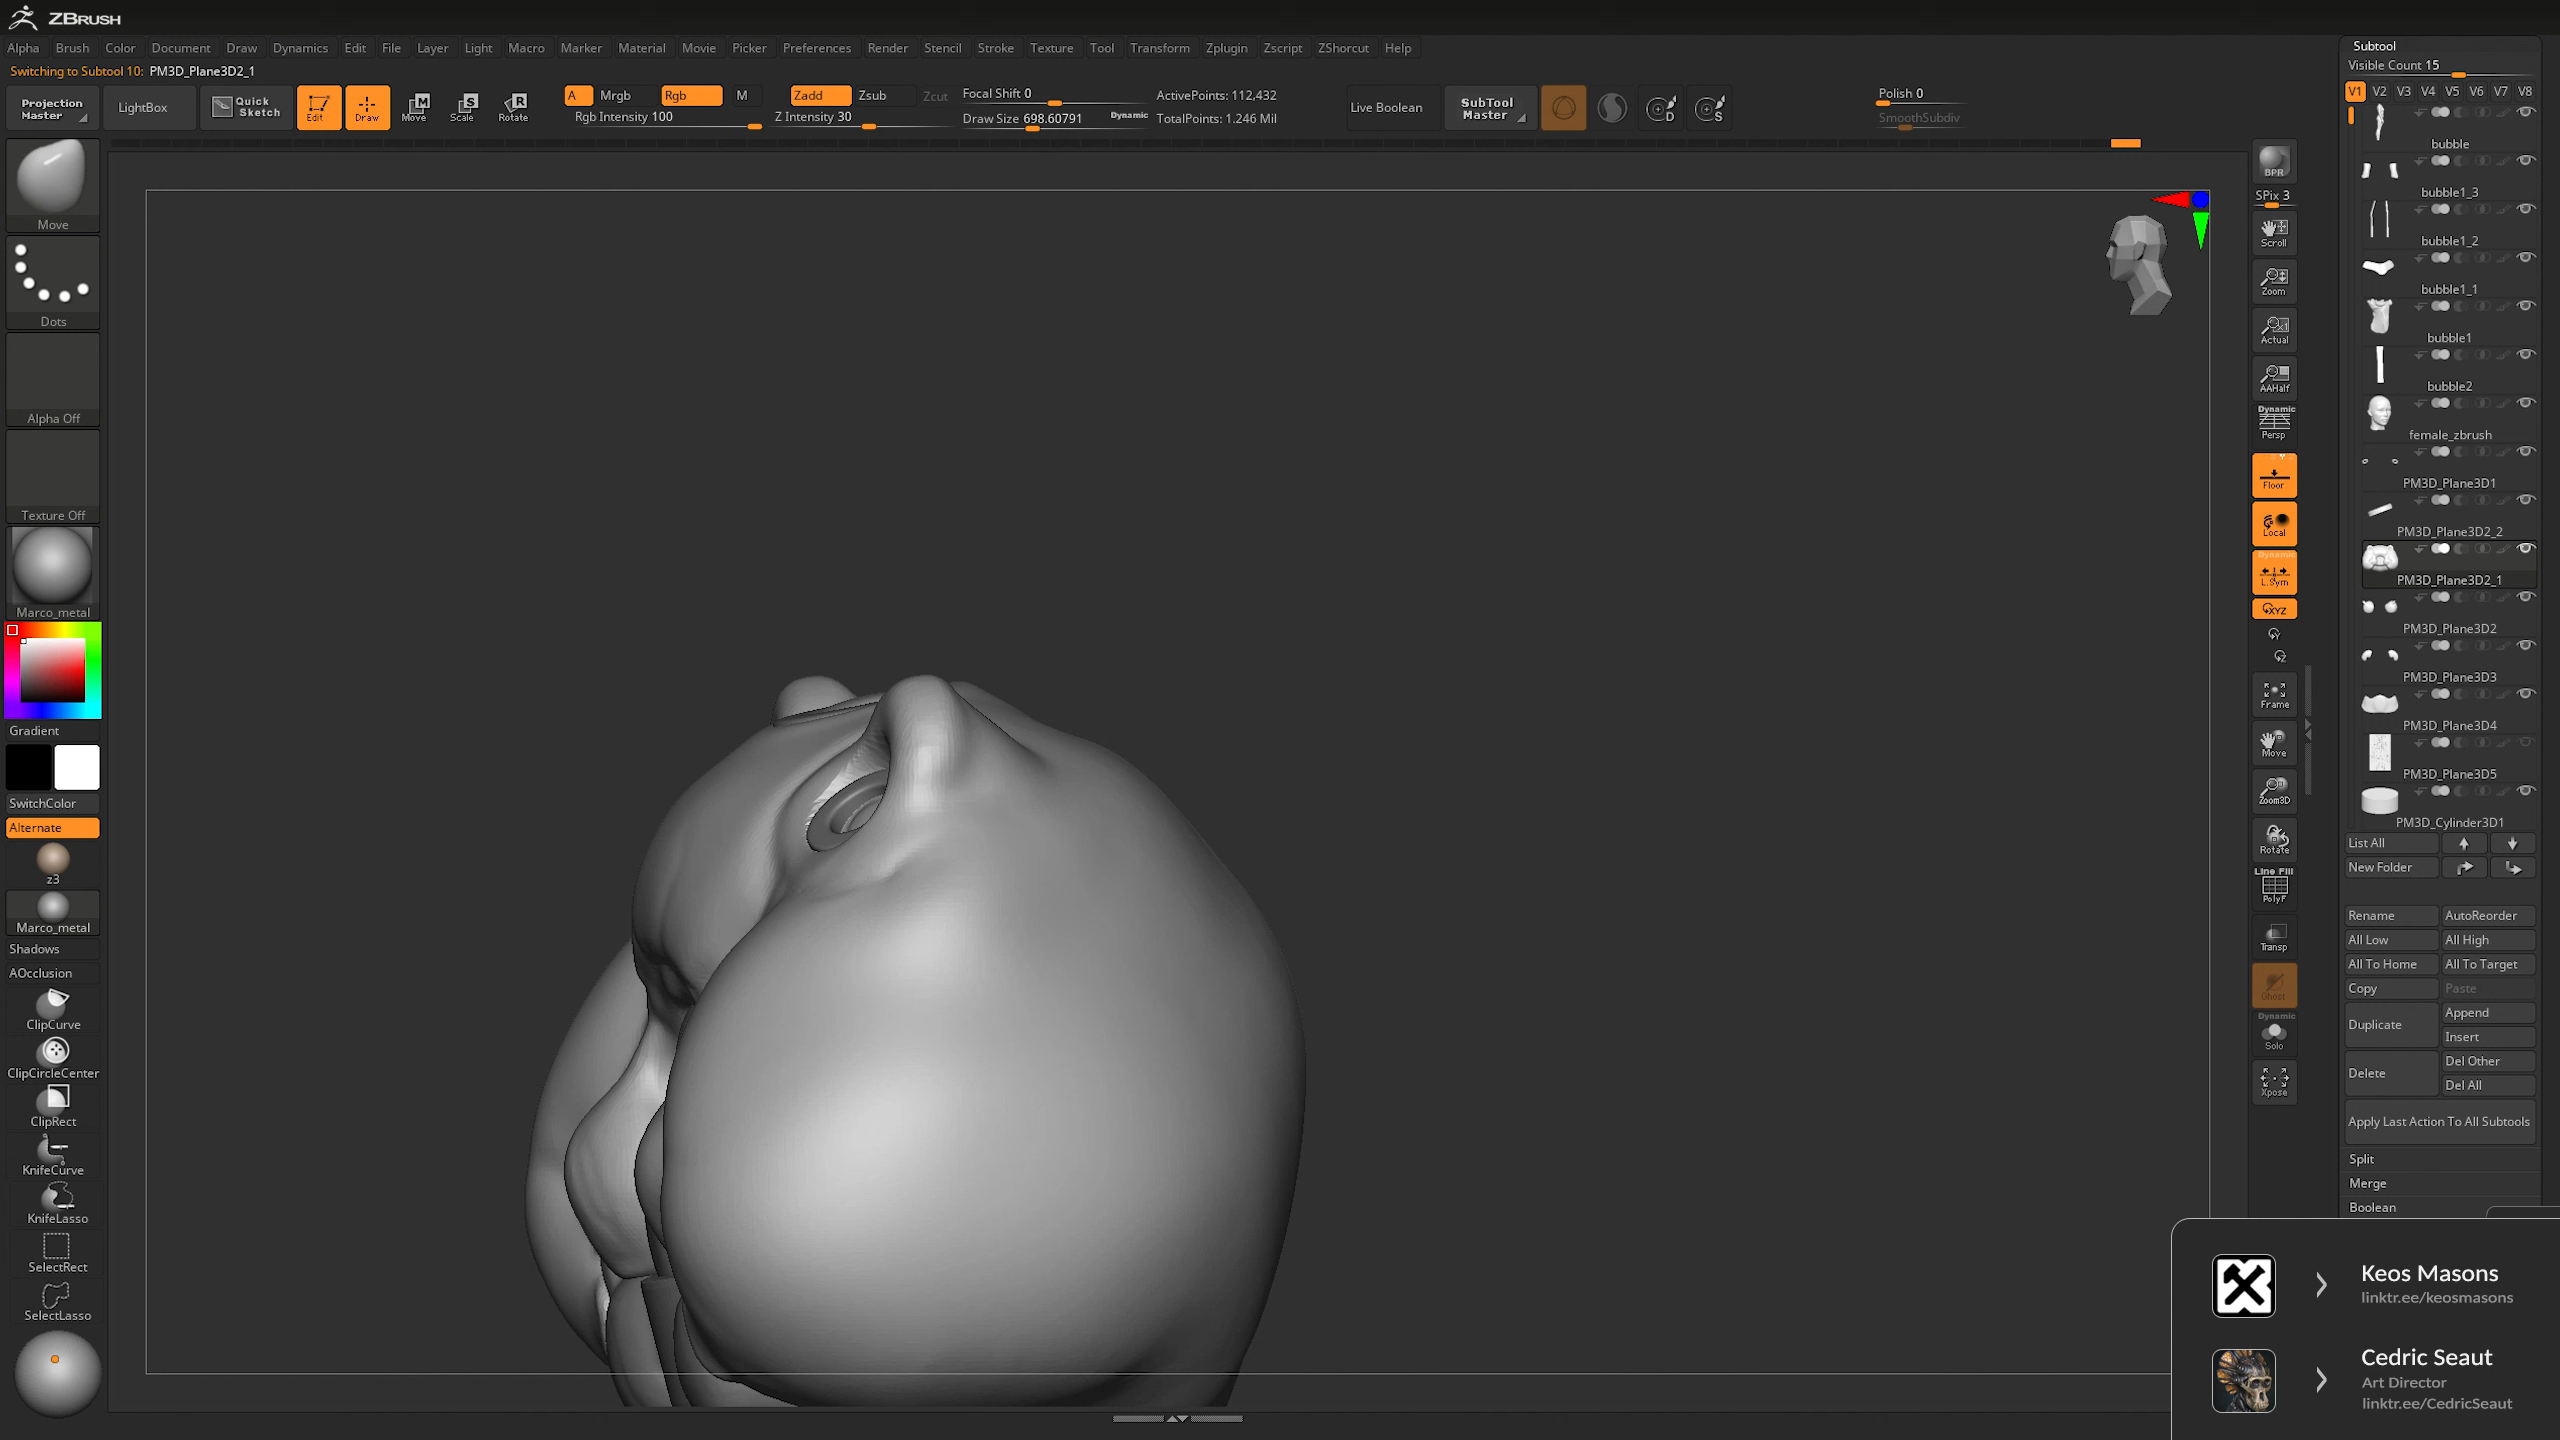 ZBRUSH
Alpha Brush Color Document Draw Dynamics Edit File Layer Light Macro Marker Material Movie Picker Preferences Render Stencil Stroke Texture Tool Transform Zplugin Zscript ZShorcut Help
Switching to Subtool 10: PM3D_Plane3D2_1
Projection Master
LightBox
Quick Sketch
Edit
Draw
Move
Scale
Rotate
A Mrgb Rgb M
Rgb Intensity 100
Zadd Zsub Zcut
Z Intensity 30
Focal Shift 0
Draw Size 698.60791
Dynamic
ActivePoints: 112,432
TotalPoints: 1.246 Mil
Live Boolean
SubTool Master
D
S
Polish 0
SmoothSubdiv
Move
Dots
Alpha Off
Texture Off
Marco_metal
Gradient
SwitchColor
Alternate
z3
Marco_metal
Shadows
AOcclusion
ClipCurve
ClipCircleCenter
ClipRect
KnifeCurve
KnifeLasso
SelectRect
SelectLasso
BPR
SPix 3
Scroll
Zoom
Actual
AAHalf
Dynamic
Persp
Floor
Local
Dynamic
L.Sym
XYZ
Y
Z
Frame
Move
Zoom3D
Rotate
Line Fill
PolyF
Transp
Ghost
Dynamic
Solo
Xpose
Subtool
Visible Count 15
V1 V2 V3 V4 V5 V6 V7 V8
bubble
bubble1_3
bubble1_2
bubble1_1
bubble1
bubble2
female_zbrush
PM3D_Plane3D1
PM3D_Plane3D2_2
PM3D_Plane3D2_1
PM3D_Plane3D2
PM3D_Plane3D3
PM3D_Plane3D4
PM3D_Plane3D5
PM3D_Cylinder3D1
List All
New Folder
Rename AutoReorder
All Low All High
All To Home All To Target
Copy Paste
Duplicate Append
Insert
Delete Del Other
Del All
Apply Last Action To All Subtools
Split
Merge
Boolean
Keos Masons
linktr.ee/keosmasons
Cedric Seaut
Art Director
linktr.ee/CedricSeaut